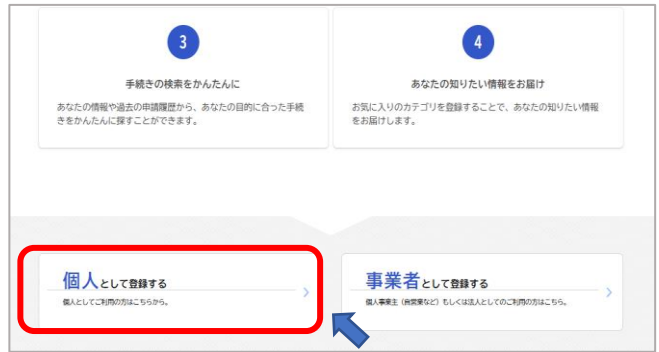 3
手続きの検索をかんたんに
あなたの情報や過去の申請履歴から、あなたの目的に合った手続
きをかんたんに探すことができます。
4
あなたの知りたい情報をお届け
お気に入りのカテゴリを登録することで、あなたの知りたい情報
をお届けします。
個人として登録する
個人としてご利用の方はこちらから。
事業者として登録する
個人事業主（自営業など）もしくは法人としてのご利用の方はこちら。